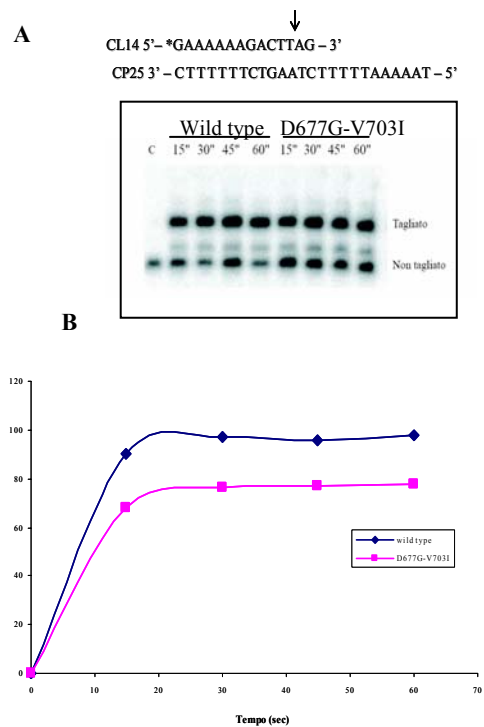 A
CL14 5’– *GAAAAAAGACTTAG – 3’
CP25 3’ – CTTTTTTCTGAATCTTTTTAAAAAT – 5’
Wild type D677G-V703I
C 15" 30" 45" 60" 15" 30" 45" 60"
Tagliato
Non tagliato
B
120
100
80
60
40
20
0
wild type
D677G-V703I
0 10 20 30 40 50 60 70
Tempo (sec)